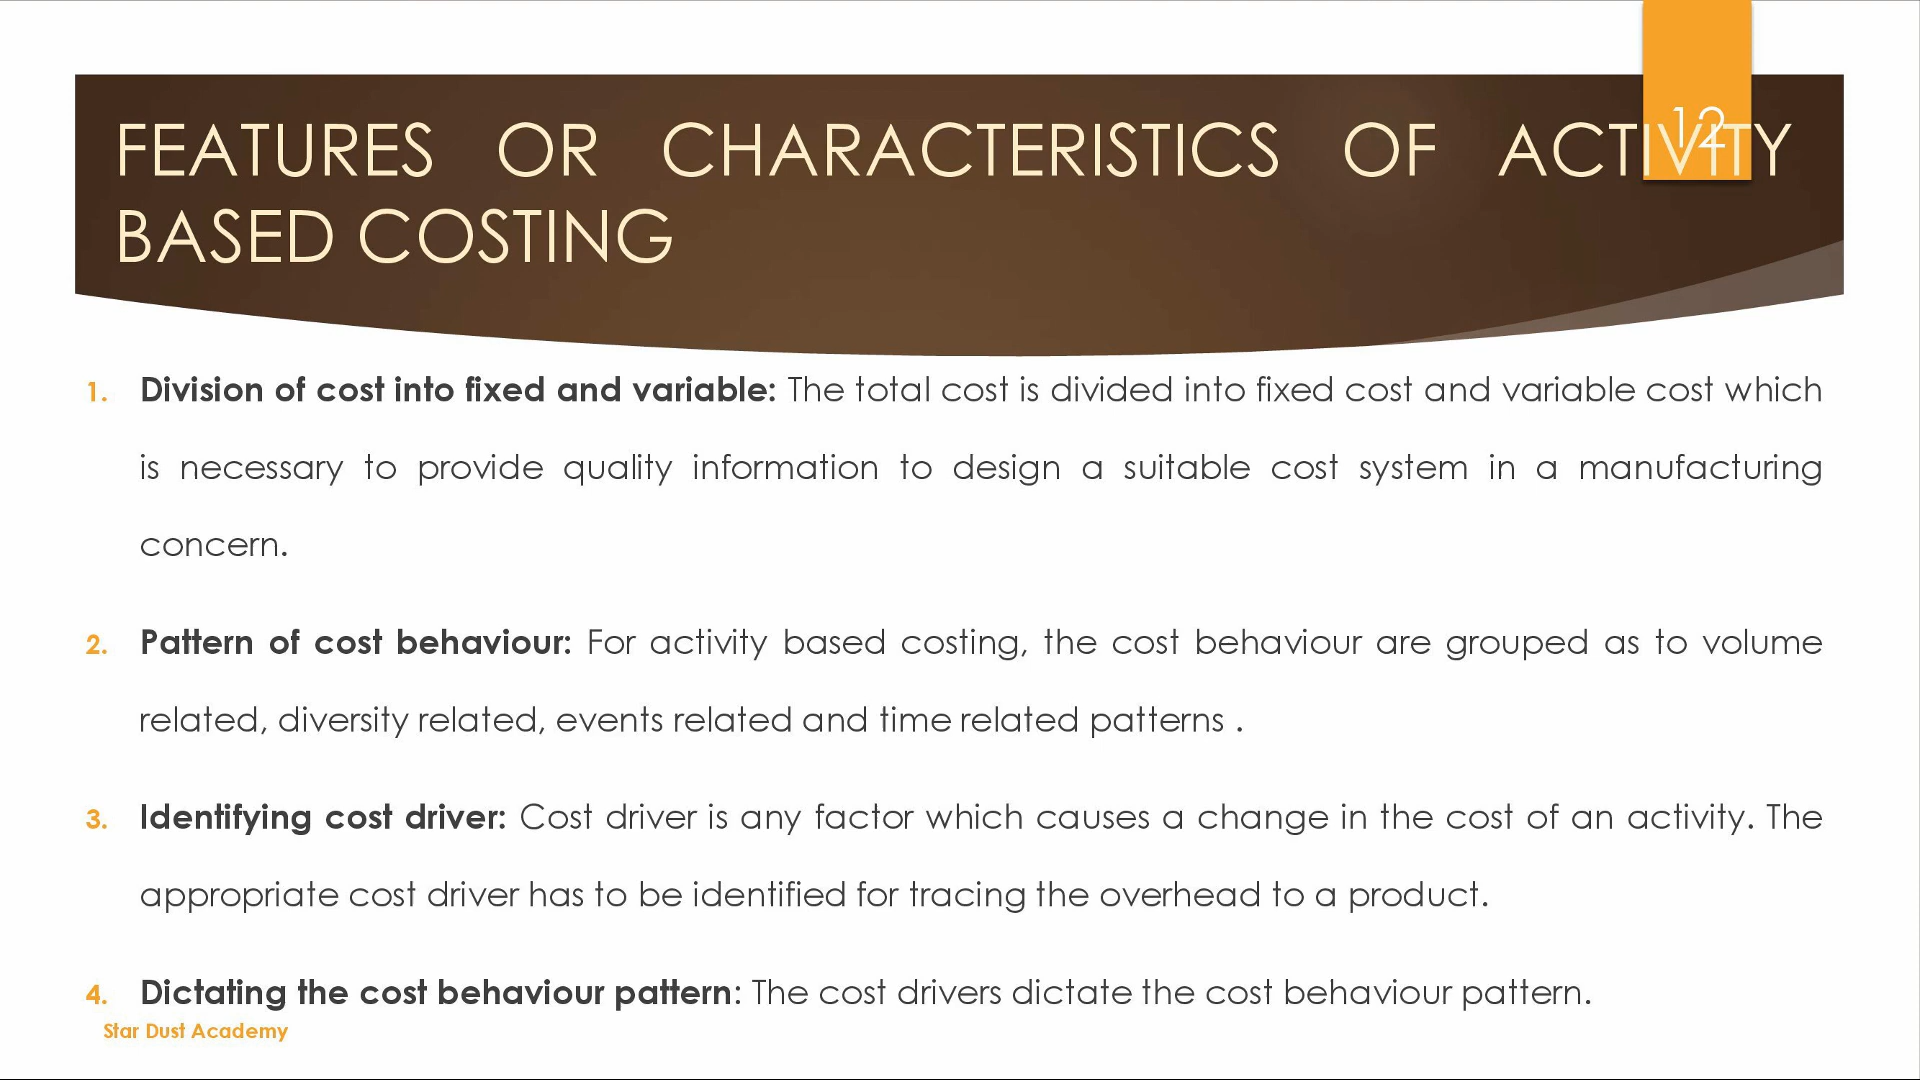 12
FEATURES OR CHARACTERISTICS OF ACTIVITY
BASED COSTING
1. Division of cost into fixed and variable: The total cost is divided into fixed cost and variable cost which
is necessary to provide quality information to design a suitable cost system in a manufacturing
concern.
2. Pattern of cost behaviour: For activity based costing, the cost behaviour are grouped as to volume
related, diversity related, events related and time related patterns .
3. Identifying cost driver: Cost driver is any factor which causes a change in the cost of an activity. The
appropriate cost driver has to be identified for tracing the overhead to a product.
4. Dictating the cost behaviour pattern: The cost drivers dictate the cost behaviour pattern.
Star Dust Academy